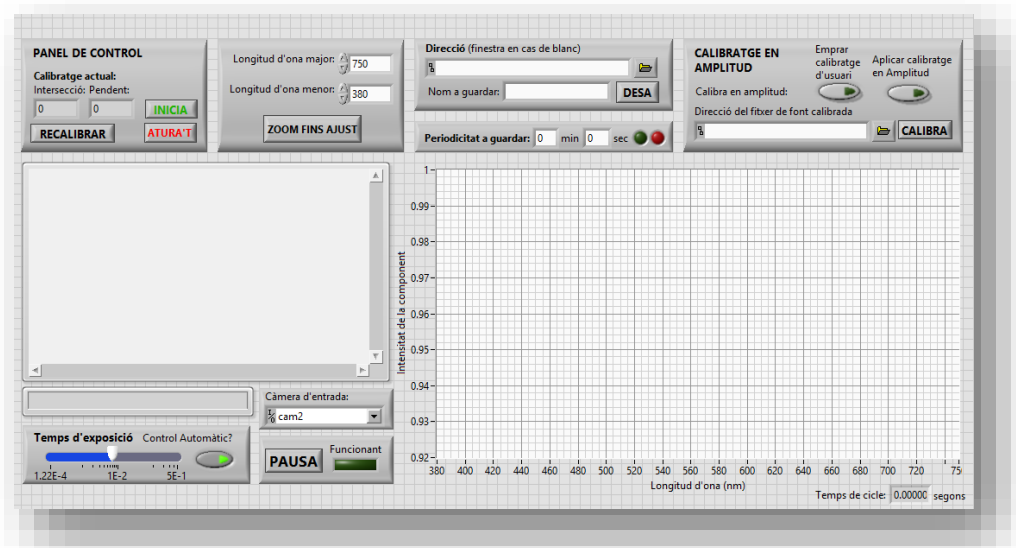 PANEL DE CONTROL
Calibratge actual:
Intersecció: Pendent:
0 0 INICIA
RECALIBRAR ATURA'T
Longitud d'ona major: 750
Longitud d'ona menor: 380
ZOOM FINS AJUST
Direcció (finestra en cas de blanc)
Nom a guardar: DESA
Periodicitat a guardar: 0 min 0 sec
CALIBRATGE EN
AMPLITUD
Emprar
calibratge
d'usuari
Aplicar calibratge
en Amplitud
Calibra en amplitud:
Direcció del fitxer de font calibrada
CALIBRA
Càmera d'entrada:
cam2
Temps d'exposició Control Automàtic?
1.22E-4 1E-2 5E-1
PAUSA
Funcionant
Intensitat de la component
1
0.99
0.98
0.97
0.96
0.95
0.94
0.93
0.92
380 400 420 440 460 480 500 520 540 560 580 600 620 640 660 680 700 720 75
Longitud d'ona (nm)
Temps de cicle: 0.00000 segons